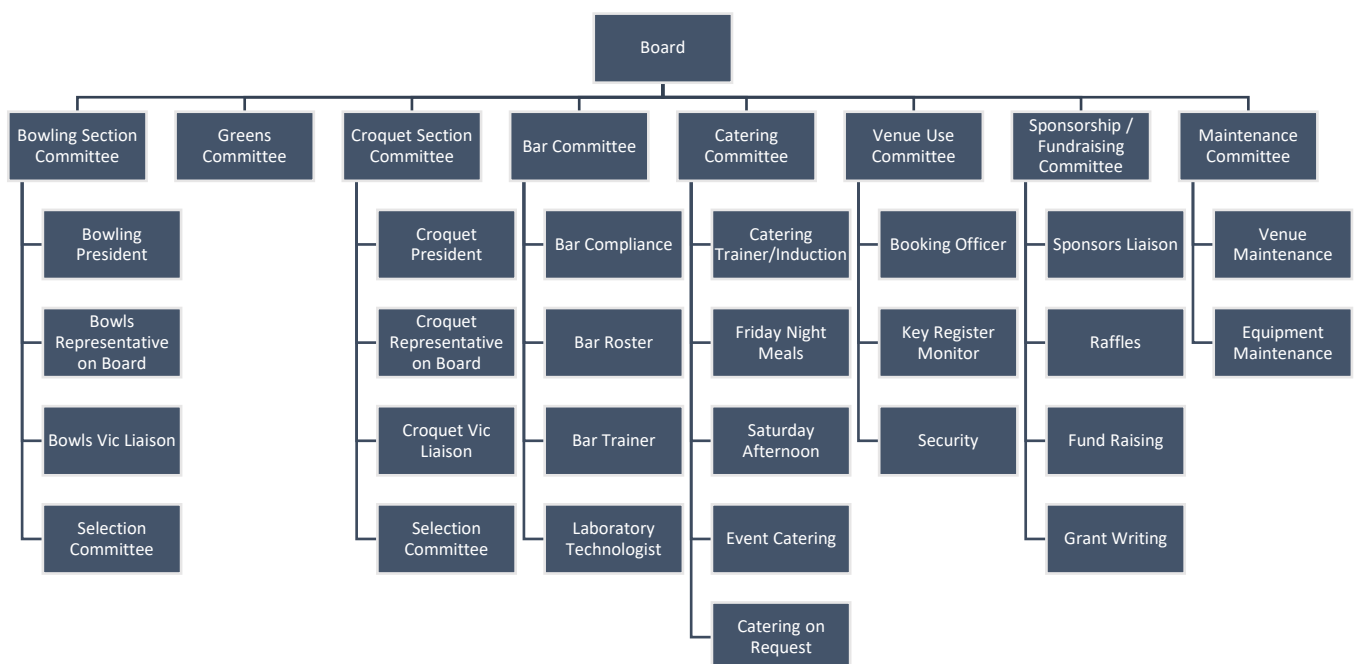 Board
Bowling Section
Committee
Greens
Committee
Croquet Section
Committee
Bar Committee
Catering
Committee
Venue Use
Committee
Sponsorship /
Fundraising
Committee
Maintenance
Committee
Bowling
President
Croquet
President
Bar Compliance
Catering
Trainer/Induction
Booking Officer
Sponsors Liaison
Venue
Maintenance
Bowls
Representative
on Board
Croquet
Representative
on Board
Bar Roster
Friday Night
Meals
Key Register
Monitor
Raffles
Equipment
Maintenance
Bowls Vic Liaison
Croquet Vic
Liaison
Bar Trainer
Saturday
Afternoon
Security
Fund Raising
Selection
Committee
Selection
Committee
Laboratory
Technologist
Event Catering
Grant Writing
Catering on
Request